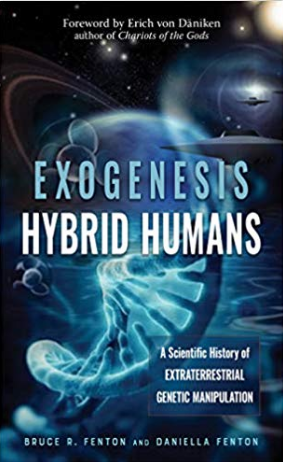 Foreword by Erich von Däniken
author of Chariots of the Gods
EXOGENESIS
HYBRID HUMANS
A Scientific History of
EXTRATERRESTRIAL
GENETIC MANIPULATION
BRUCE R. FENTON AND DANIELLA FENTON